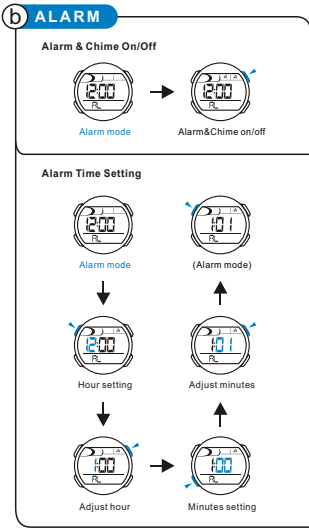 b ALARM
Alarm & Chime On/Off
12:00
AL
12:00
AL
Alarm mode
Alarm&Chime on/off
Alarm Time Setting
12:00
AL
1:01
AL
Alarm mode
(Alarm mode)
12:00
AL
1:01
AL
Hour setting
Adjust minutes
1:00
AL
1:00
AL
Adjust hour
Minutes setting